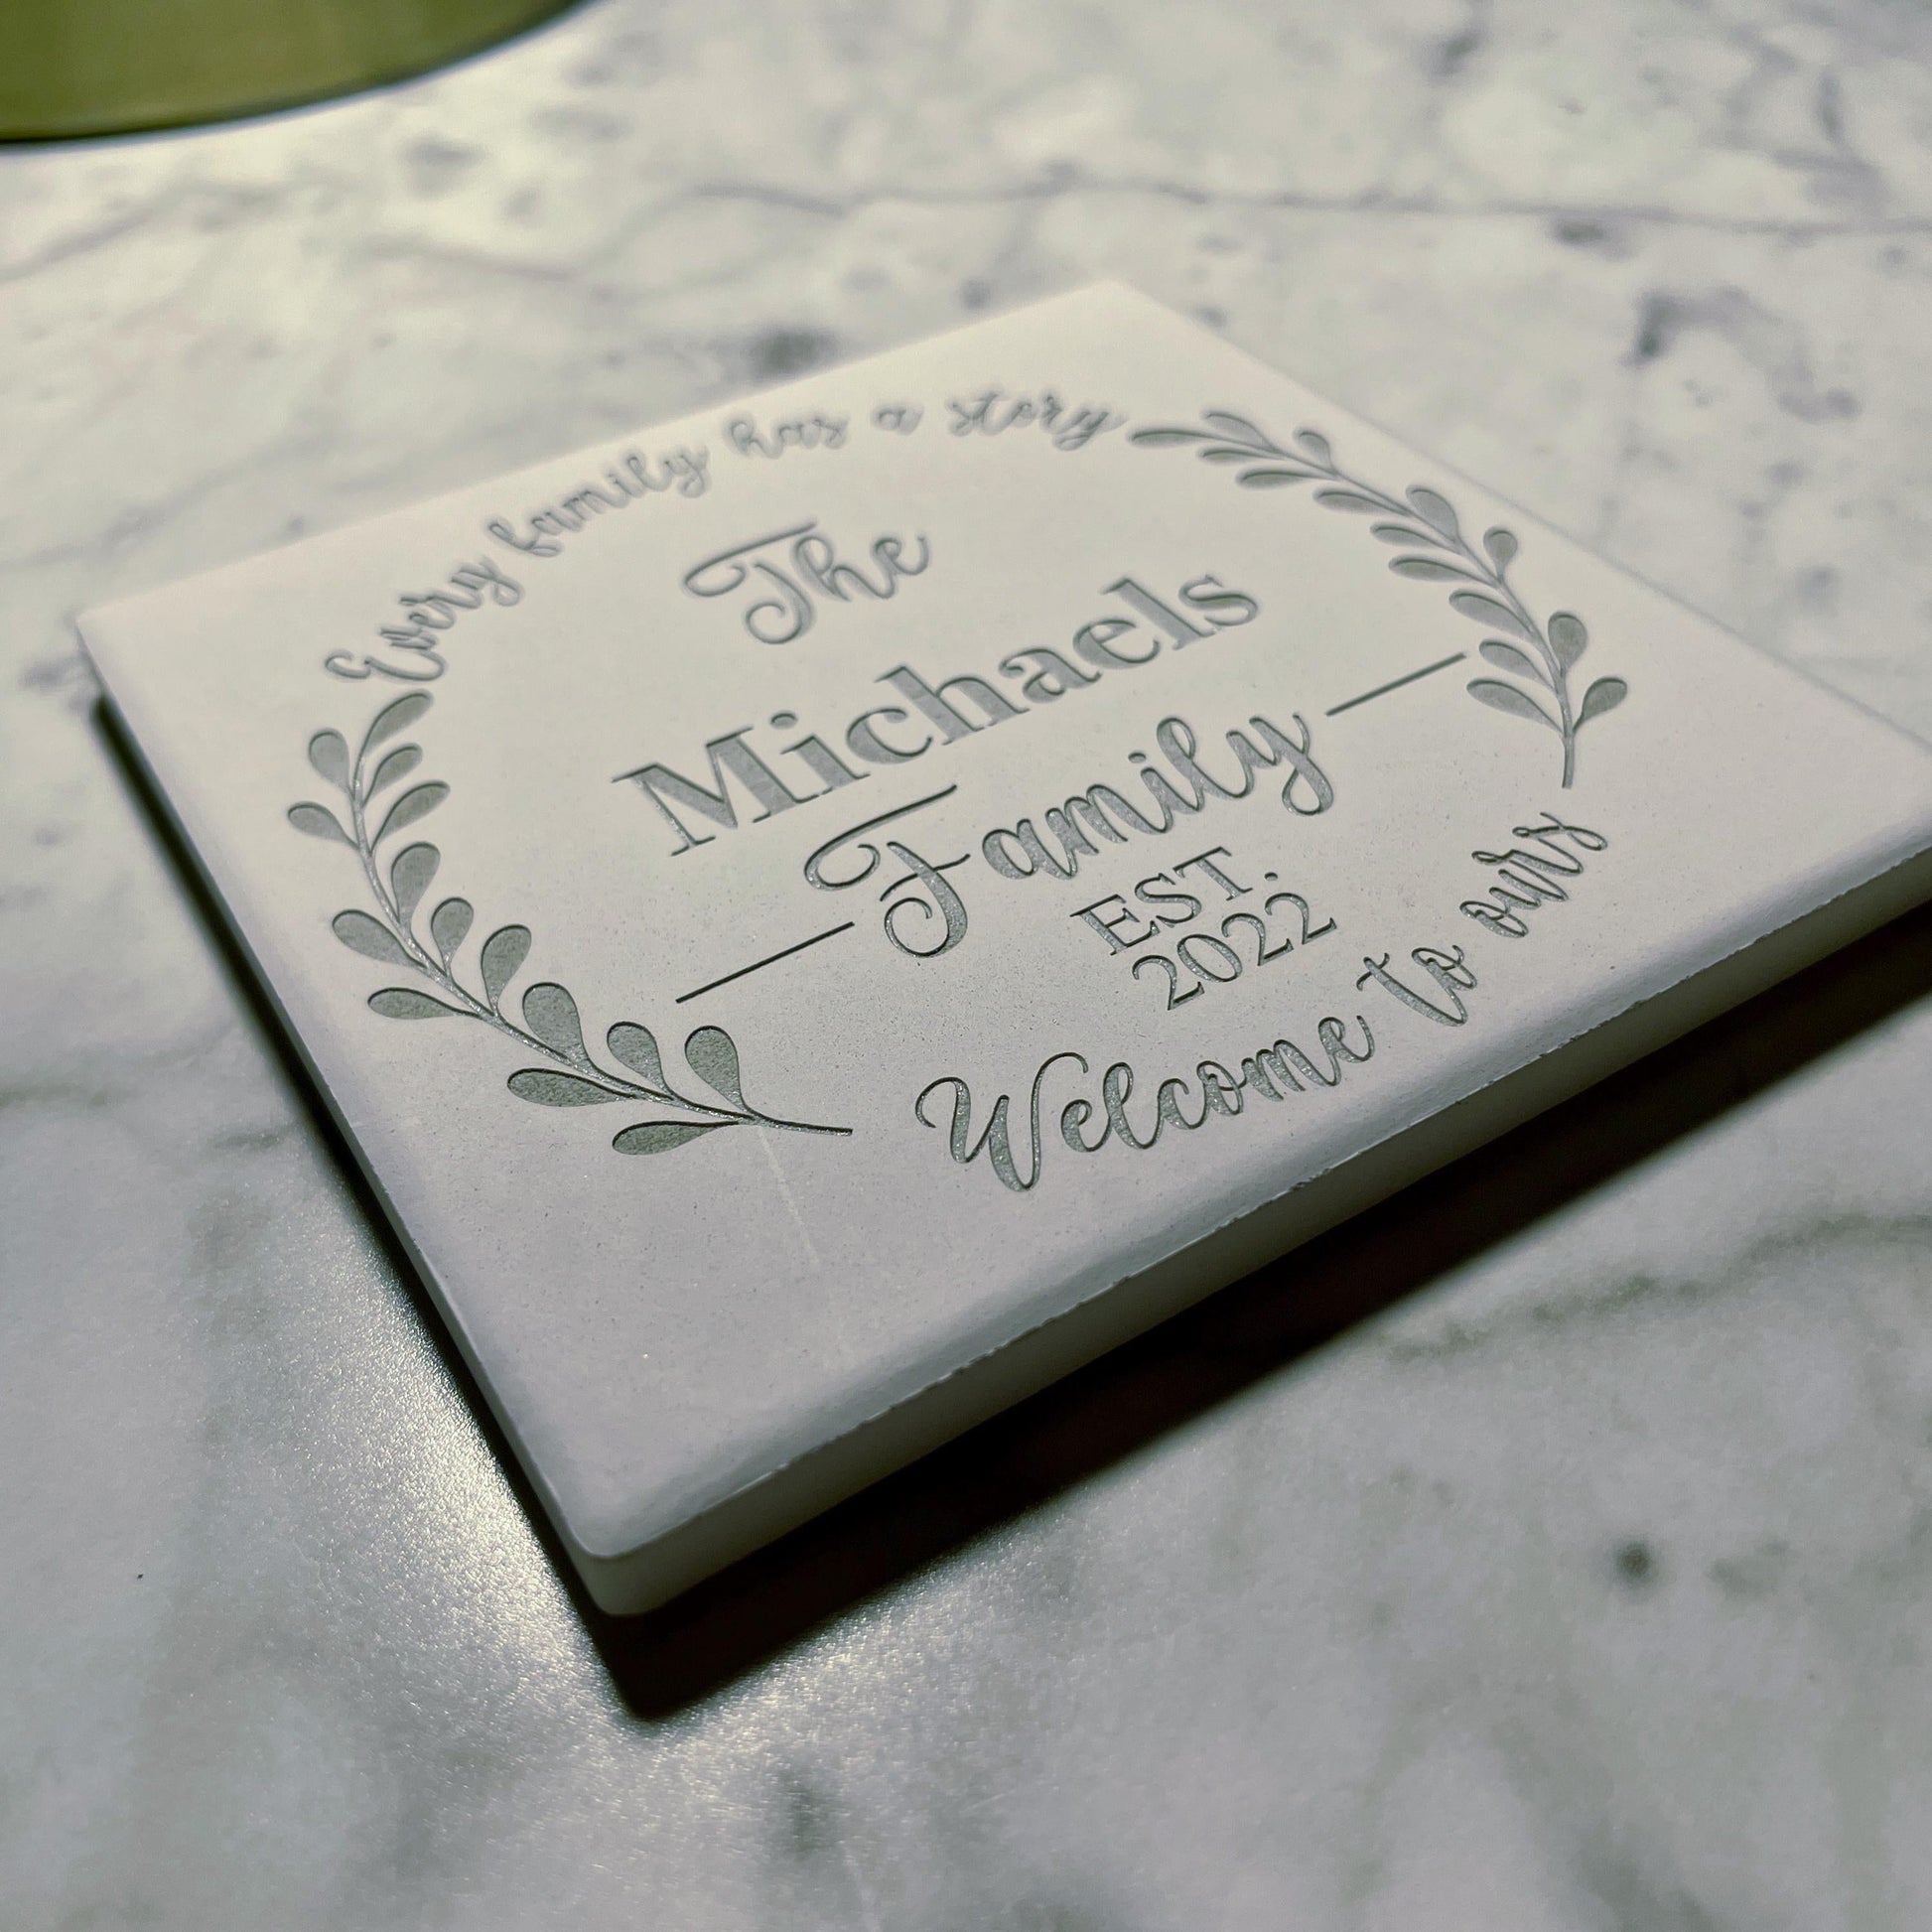 Every family has a story
The
Michaels
Family
EST.
2022
Welcome to ours